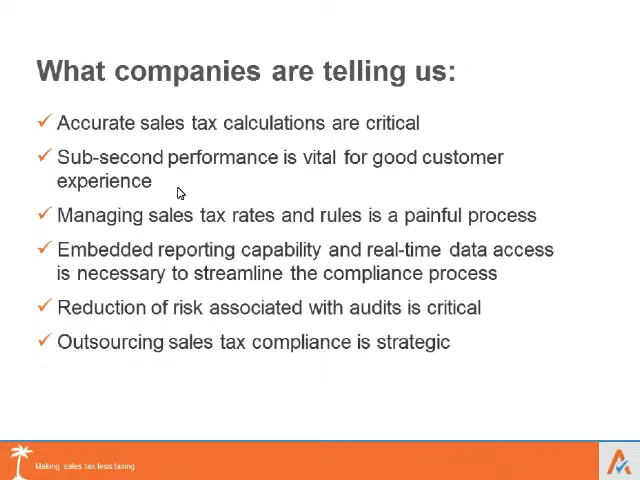 What companies are telling us:
Accurate sales tax calculations are critical
Sub-second performance is vital for good customer
experience
Managing sales tax rates and rules is a painful process
Embedded reporting capability and real-time data access
is necessary to streamline the compliance process
Reduction of risk associated with audits is critical
Outsourcing sales tax compliance is strategic
Making sales tax less taxing